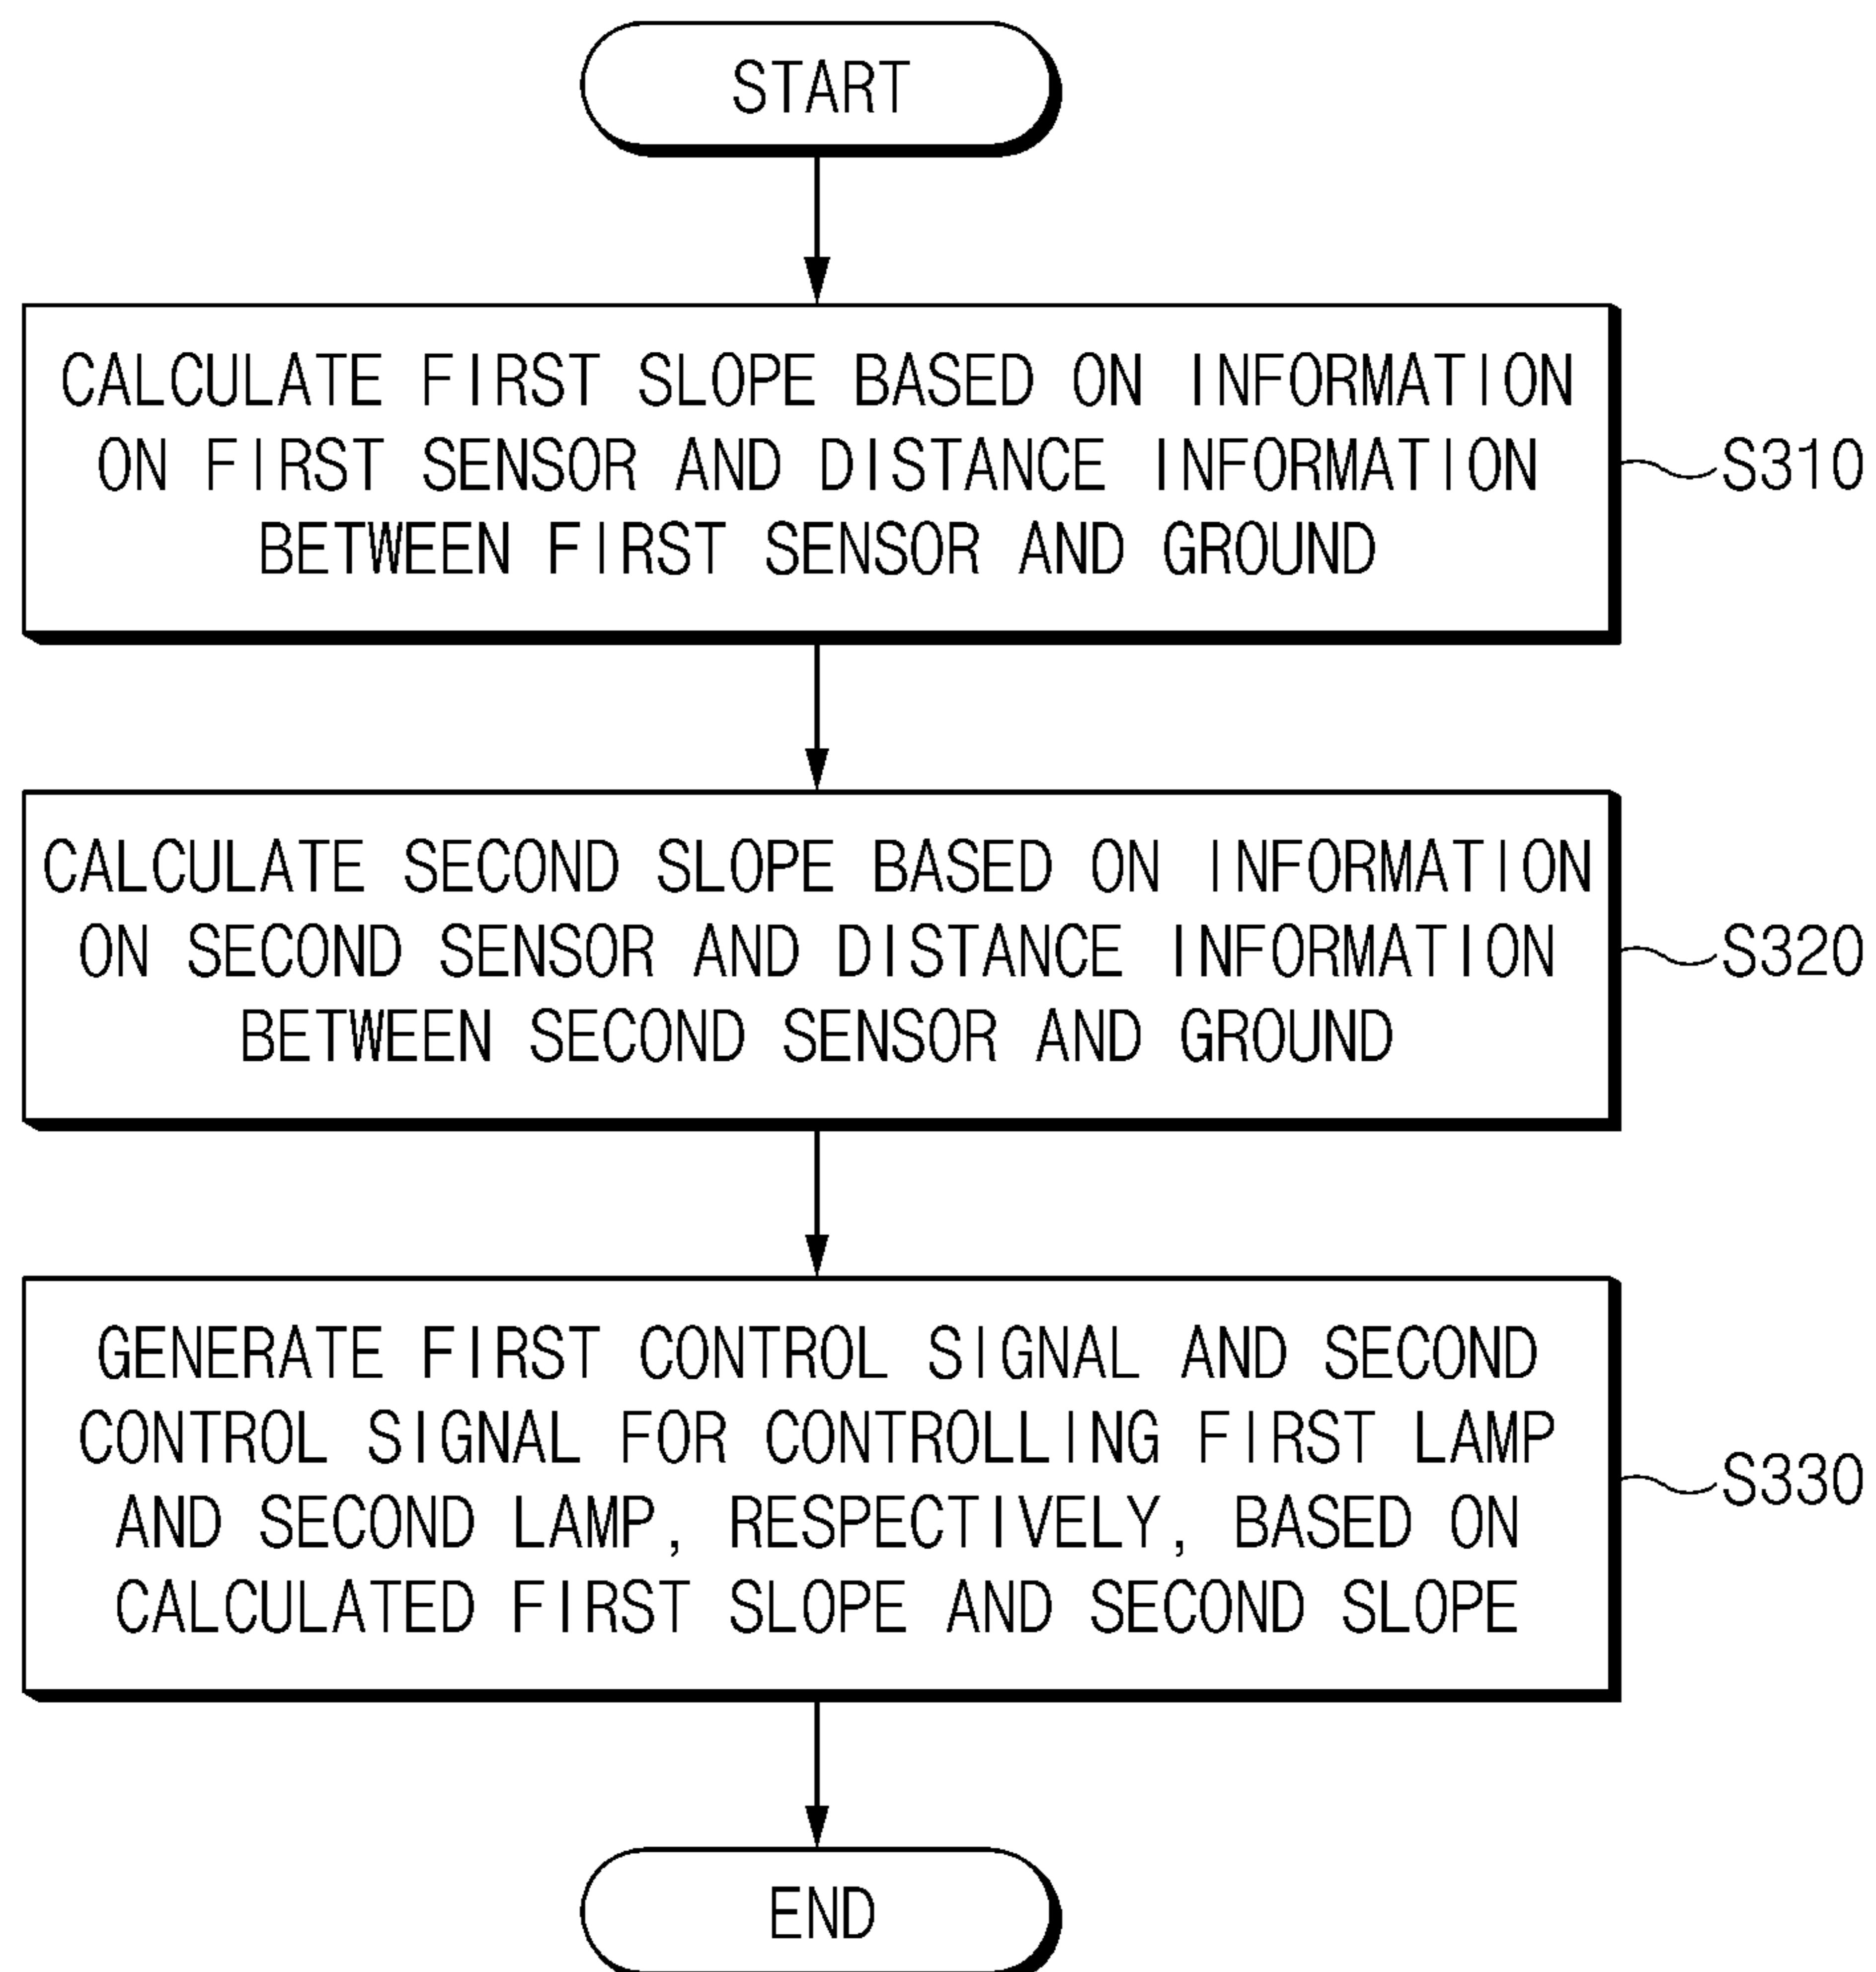 START
CALCULATE FIRST SLOPE BASED ON INFORMATION
ON FIRST SENSOR AND DISTANCE INFORMATION
BETWEEN FIRST SENSOR AND GROUND
S310
CALCULATE SECOND SLOPE BASED ON INFORMATION
ON SECOND SENSOR AND DISTANCE INFORMATION
BETWEEN SECOND SENSOR AND GROUND
S320
GENERATE FIRST CONTROL SIGNAL AND SECOND
CONTROL SIGNAL FOR CONTROLLING FIRST LAMP
AND SECOND LAMP, RESPECTIVELY, BASED ON
CALCULATED FIRST SLOPE AND SECOND SLOPE
S330
END